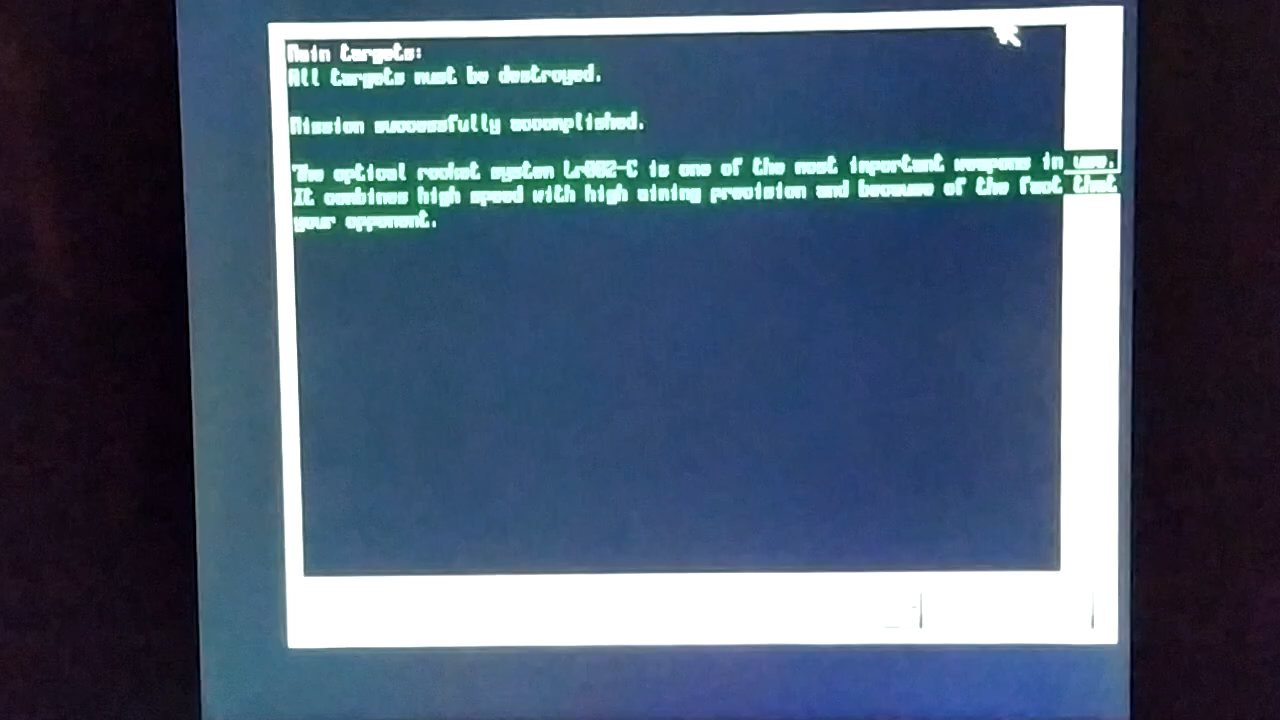 Main targets:
All targets must be destroyed.
Mission successfully accomplished.
The optical rocket system Lr002-C is one of the most important weapons in use.
It combines high speed with high aiming precision and because of the fact that
your opponent.